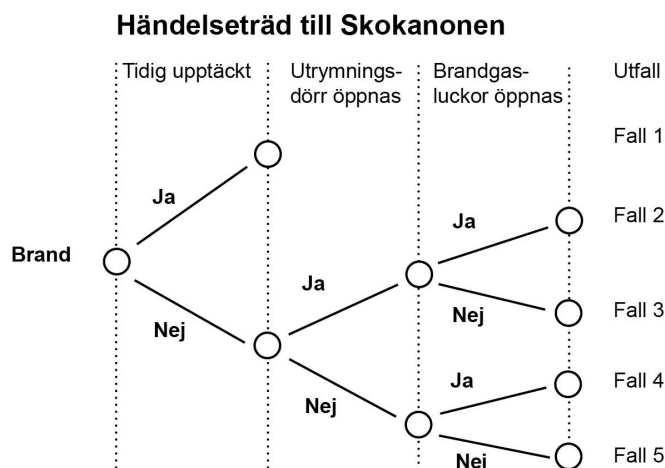 Händelseträd till Skokanonen
Tidig upptäckt
Utrymnings-
dörr öppnas
Brandgas-
luckor öppnas
Utfall
Fall 1
Ja
Fall 2
Ja
Brand
Ja
Fall 3
Nej
Nej
Fall 4
Ja
Nej
Fall 5
Nej